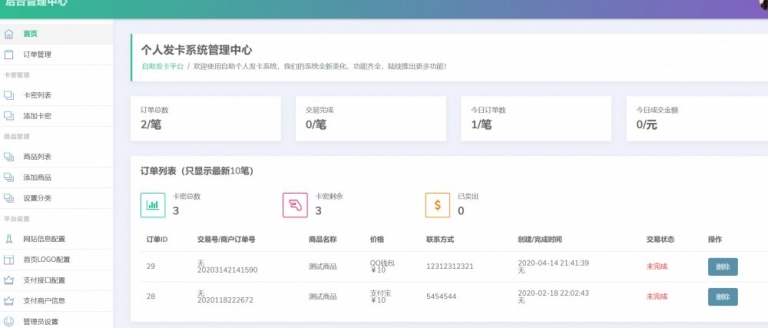 后台管理中心
首页
订单管理
卡密管理
卡密列表
添加卡密
商品管理
商品列表
添加商品
设置分类
平台设置
网站信息配置
首页LOGO配置
支付接口配置
支付商户信息
管理员设置
个人发卡系统管理中心
自助发卡平台 / 欢迎使用自助个人发卡系统，我们的系统全新美化，功能齐全，陆续推出更多功能！
订单总数 交易完成 今日订单数 今日成交金额
2/笔 0/笔 1/笔 0/元
订单列表（只显示最新10笔）
卡密总数 卡密剩余 已卖出
3 3 0
订单ID 交易号/商户订单号 商品名称 价格 联系方式 创建/完成时间 交易状态 操作
29 无 测试商品 QQ钱包 12312312321 2020-04-14 21:41:39 未完成 删除
20203142141590 ￥10 无
28 无 测试商品 支付宝 5454544 2020-02-18 22:02:43 未完成 删除
2020118222672 ￥10 无